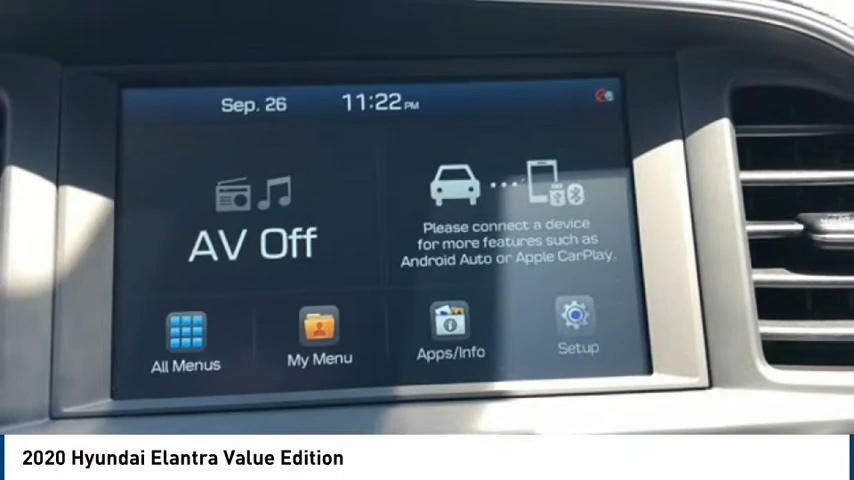 Sep. 26 11:22 PM
AV Off
Please connect a device
for more features such as
Android Auto or Apple CarPlay.
All Menus
My Menu
Apps/Info
Setup
2020 Hyundai Elantra Value Edition